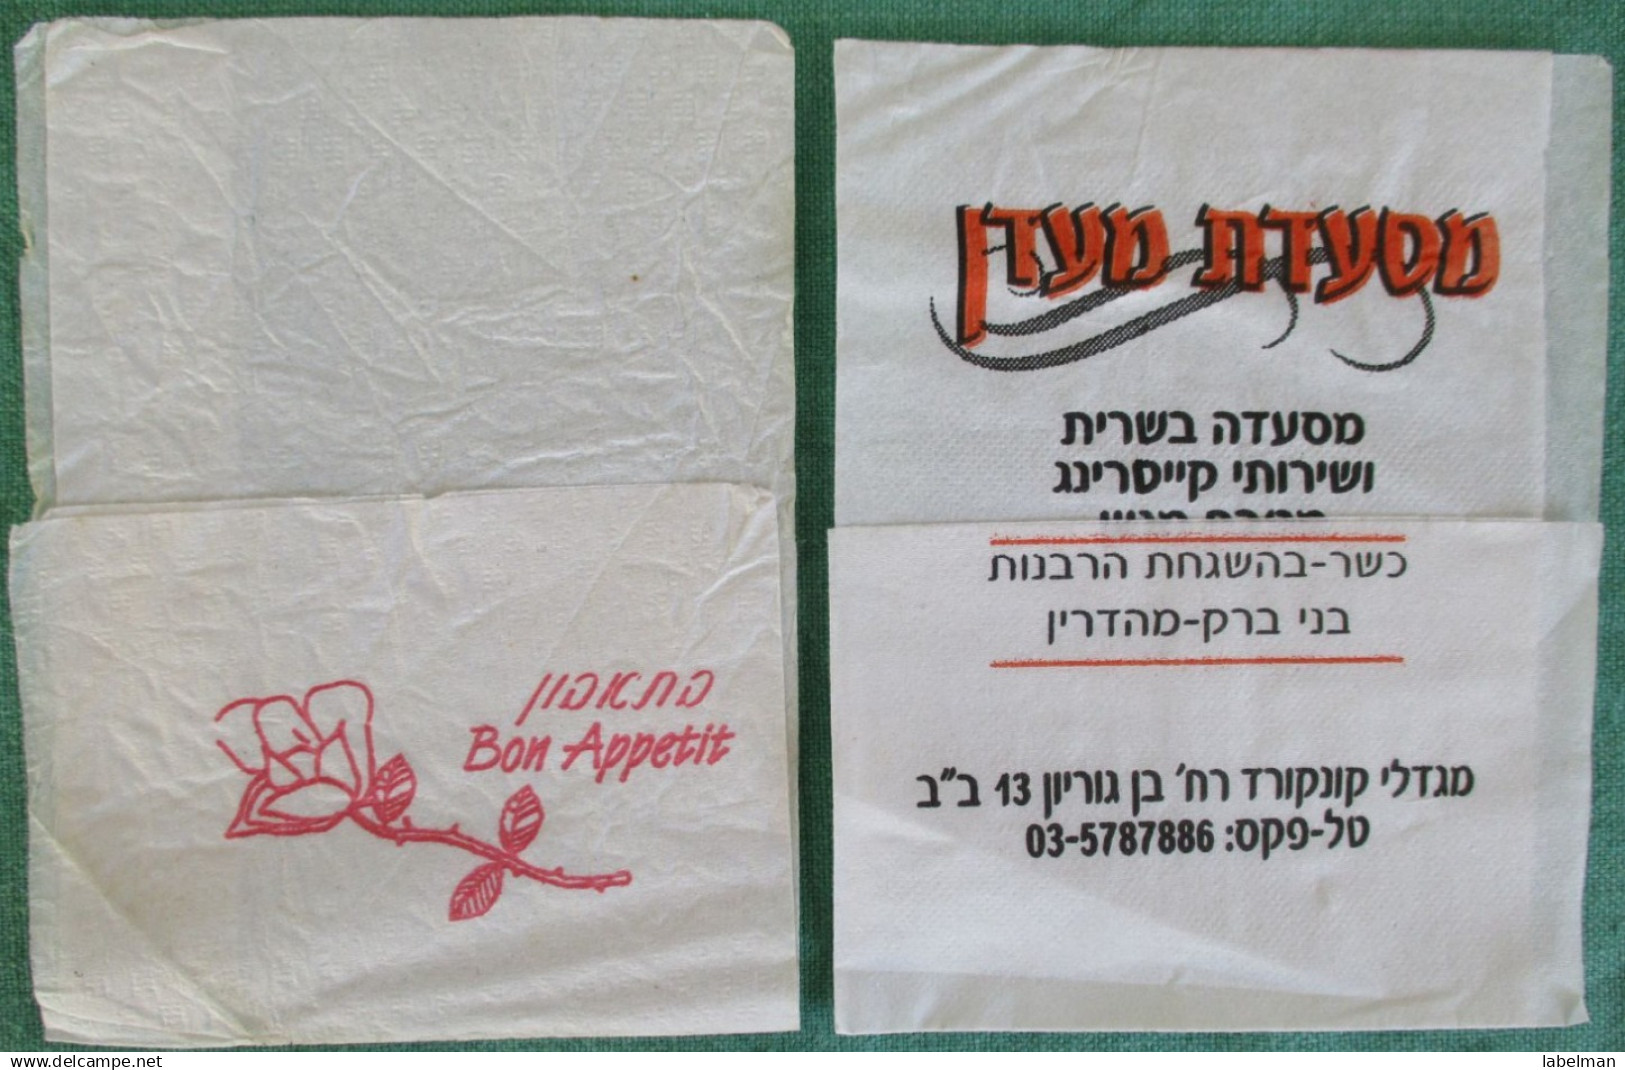 בתאבון
Bon Appetit
מסעדת מעדן
מסעדה בשרית
ושירותי קייטרינג
כשר-בהשגחת הרבנות
בני ברק-מהדרין
מגדלי קונקורד רח' בן גוריון 13 ב"ב
טל-פקס: 03-5787886
delcampe.net
labelman